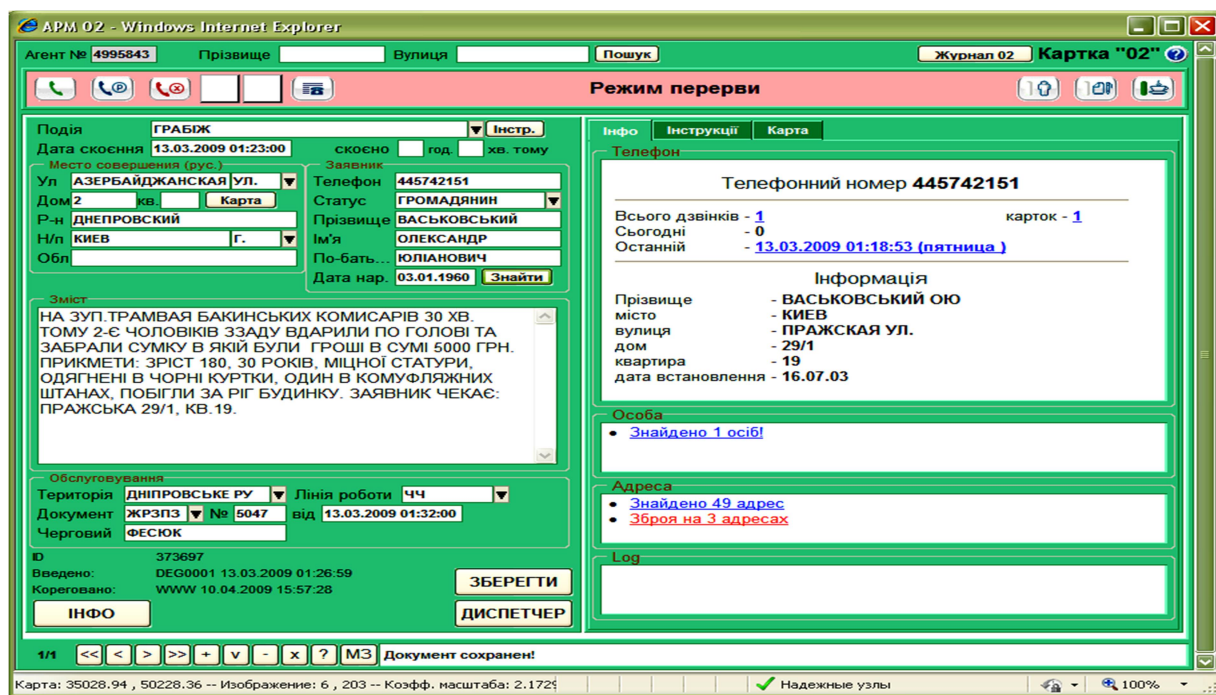 АРМ 02 - Windows Internet Explorer
Агент № 4995843 Прізвище Вулиця Пошук Журнал 02 Картка "02" ?
Режим перерви
Подія ГРАБІЖ Інстр.
Дата скоєння 13.03.2009 01:23:00 скоєно год. хв. тому
Место совершения (рус.)
Ул АЗЕРБАЙДЖАНСКАЯ УЛ.
Дом 2 кв. Карта
Р-н ДНЕПРОВСКИЙ
Н/п КИЕВ Г.
Обл
Заявник
Телефон 445742151
Статус ГРОМАДЯНИН
Прізвище ВАСЬКОВСЬКИЙ
Ім'я ОЛЕКСАНДР
По-бать... ЮЛІАНОВИЧ
Дата нар. 03.01.1960 Знайти
Зміст
НА ЗУП.ТРАМВАЯ БАКИНСЬКИХ КОМИСАРІВ 30 ХВ.
ТОМУ 2-Є ЧОЛОВІКІВ ЗЗАДУ ВДАРИЛИ ПО ГОЛОВІ ТА
ЗАБРАЛИ СУМКУ В ЯКІЙ БУЛИ ГРОШІ В СУМІ 5000 ГРН.
ПРИКМЕТИ: ЗРІСТ 180, 30 РОКІВ, МІЦНОЇ СТАТУРИ,
ОДЯГНЕНІ В ЧОРНІ КУРТКИ, ОДИН В КОМУФЛЯЖНИХ
ШТАНАХ, ПОБІГЛИ ЗА РІГ БУДИНКУ. ЗАЯВНИК ЧЕКАЄ:
ПРАЖСЬКА 29/1, КВ.19.
Обслуговування
Територія ДНІПРОВСЬКЕ РУ Лінія роботи ЧЧ
Документ ЖРЗПЗ № 5047 від 13.03.2009 01:32:00
Черговий ФЕСЮК
ID 373697
Введено: DEG0001 13.03.2009 01:26:59
Кореговано: WWW 10.04.2009 15:57:28
ЗБЕРЕГТИ
ІНФО ДИСПЕТЧЕР
Інфо Інструкції Карта
Телефон
Телефонний номер 445742151
Всього дзвінків - 1 карток - 1
Сьогодні - 0
Останній - 13.03.2009 01:18:53 (пятница )
Інформація
Прізвище - ВАСЬКОВСЬКИЙ ОЮ
місто - КИЕВ
вулиця - ПРАЖСКАЯ УЛ.
дом - 29/1
квартира - 19
дата встановлення - 16.07.03
Особа
Знайдено 1 осіб!
Адреса
Знайдено 49 адрес
Зброя на 3 адресах
Log
1/1 << < > >> + v - x ? МЗ Документ сохранен!
Карта: 35028.94 , 50228.36 -- Изображение: 6 , 203 -- Коэфф. масштаба: 2.172 Надежные узлы 100%